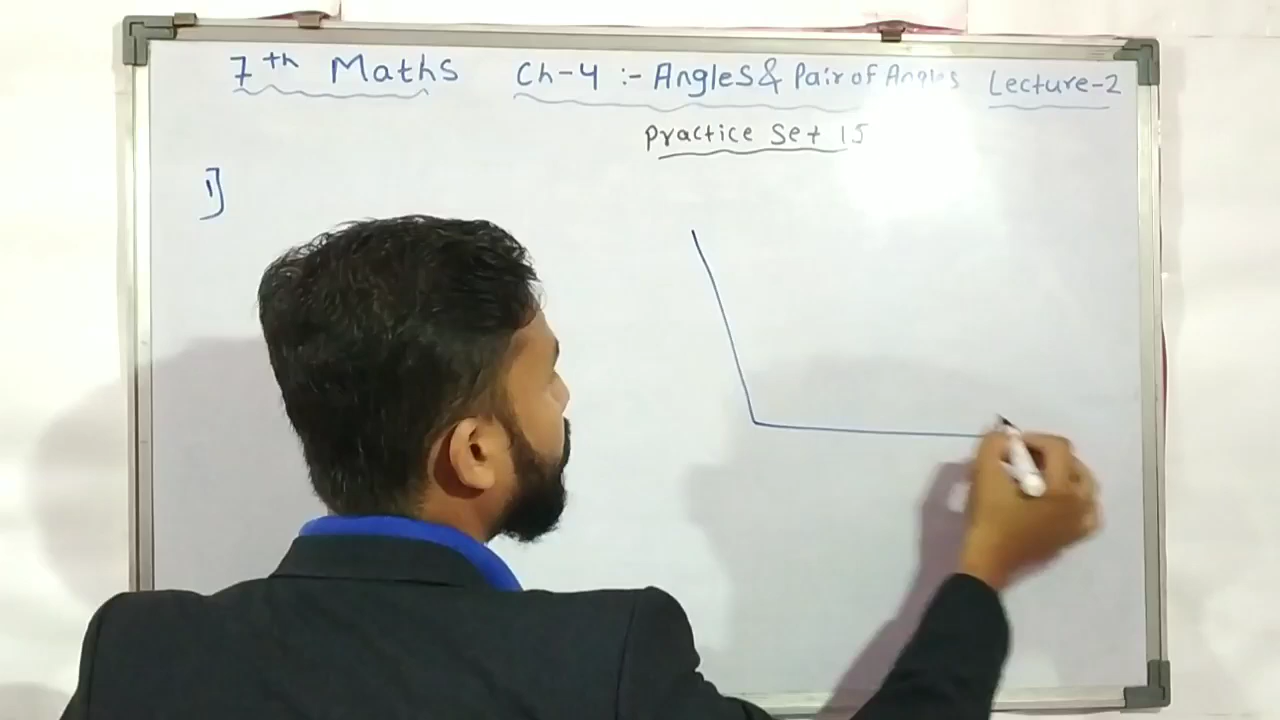 7th Maths Ch-4 :- Angles & Pair of Angles Lecture-2
Practice Set 15
1]